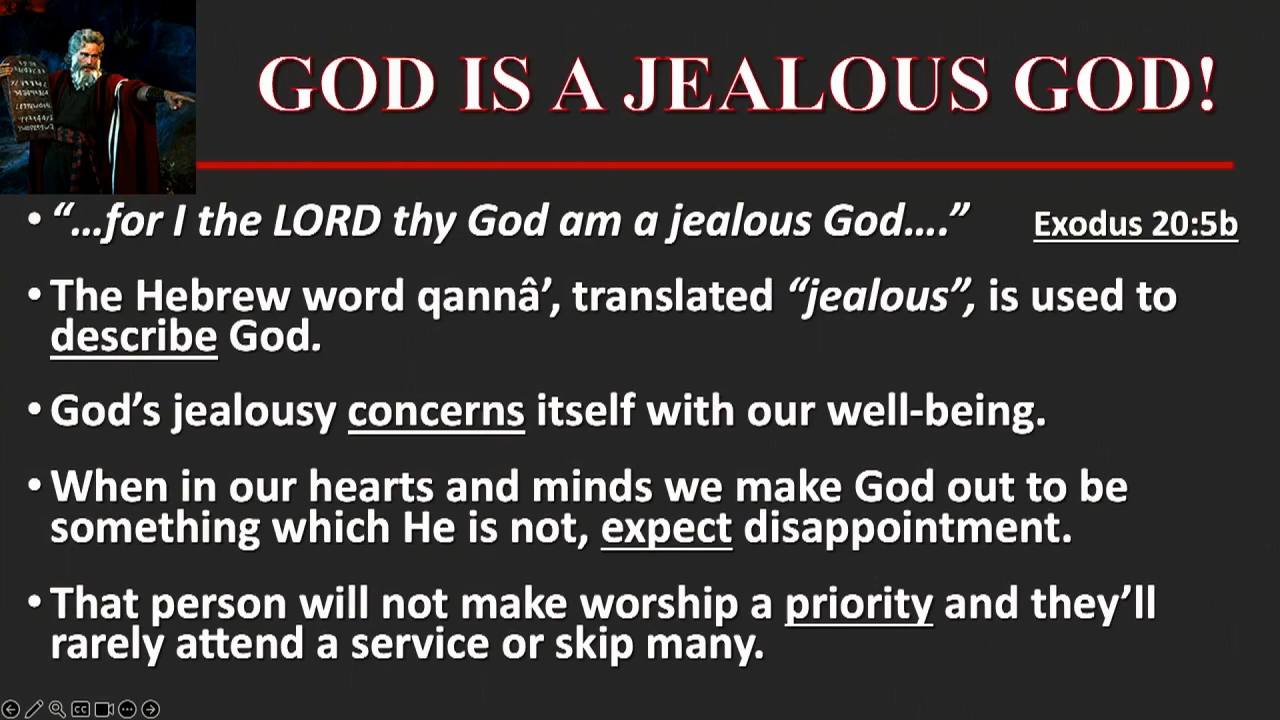 GOD IS A JEALOUS GOD!
• “…for I the LORD thy God am a jealous God….” Exodus 20:5b
• The Hebrew word qannâ’, translated “jealous”, is used to
describe God.
• God’s jealousy concerns itself with our well-being.
• When in our hearts and minds we make God out to be
something which He is not, expect disappointment.
• That person will not make worship a priority and they’ll
rarely attend a service or skip many.
CC